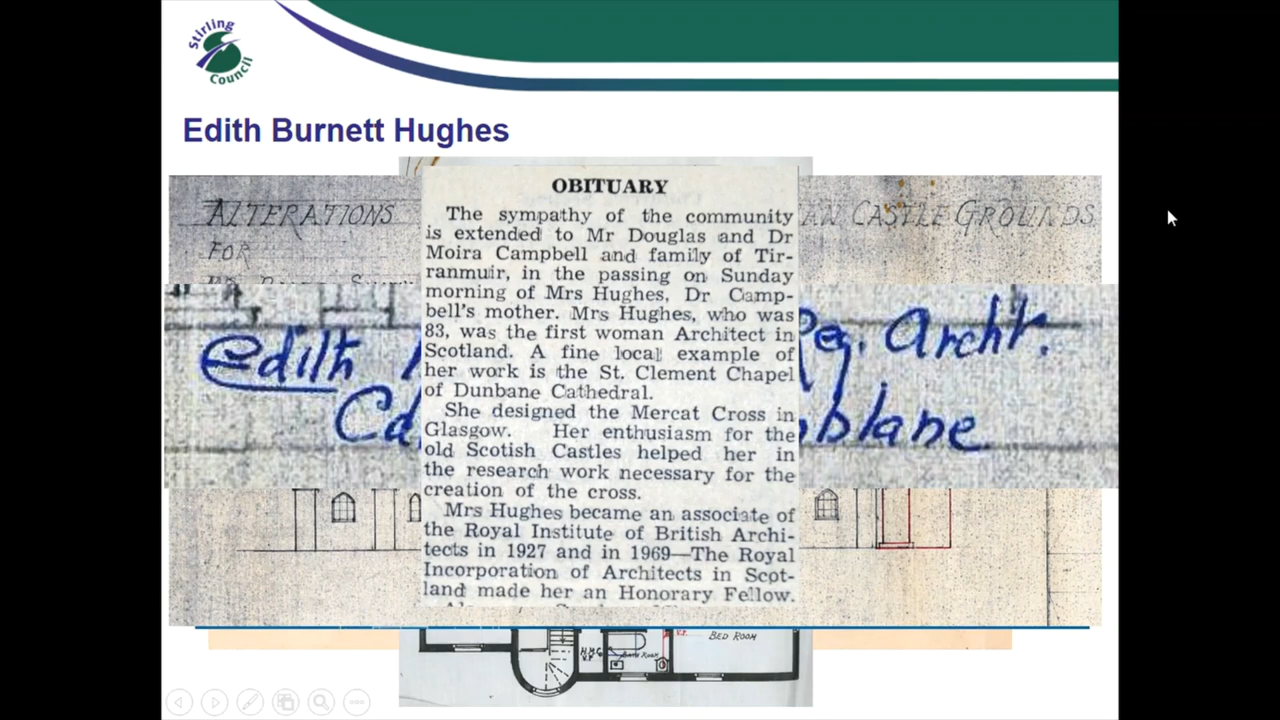 Stirling
Council
Edith Burnett Hughes
ALTERATIONS
CASTLE GROUNDS
FOR
OBITUARY
The sympathy of the community
is extended to Mr Douglas and Dr
Moira Campbell and family of Tir-
ranmuir, in the passing on Sunday
morning of Mrs Hughes, Dr Camp-
bell's mother. Mrs Hughes, who was
83, was the first woman Architect in
Scotland. A fine local example of
her work is the St. Clement Chapel
of Dunbane Cathedral.
She designed the Mercat Cross in
Glasgow. Her enthusiasm for the
old Scotish Castles helped her in
the research work necessary for the
creation of the cross.
Mrs Hughes became an associate of
the Royal Institute of British Archi-
tects in 1927 and in 1969—The Royal
Incorporation of Architects in Scot-
land made her an Honorary Fellow.
Edith
Reg. Archt.
blane
BED ROOM
V.P.
BATH ROOM